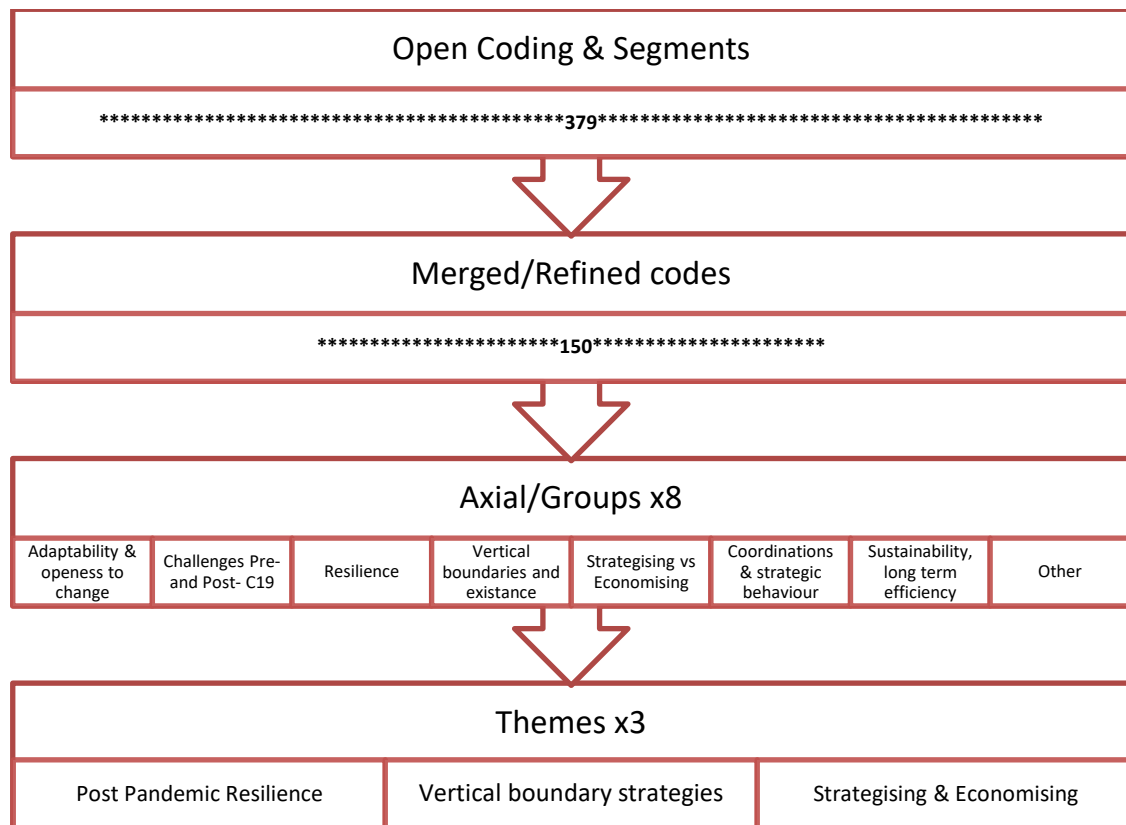 Open Coding & Segments
********************************************379******************************************
Merged/Refined codes
***********************150**********************
Axial/Groups x8
Adaptability &
openess to
change
Challenges Pre-
and Post- C19
Resilience
Vertical
boundaries and
existance
Strategising vs
Economising
Coordinations
& strategic
behaviour
Sustainability,
long term
efficiency
Other
Themes x3
Post Pandemic Resilience
Vertical boundary strategies
Strategising & Economising